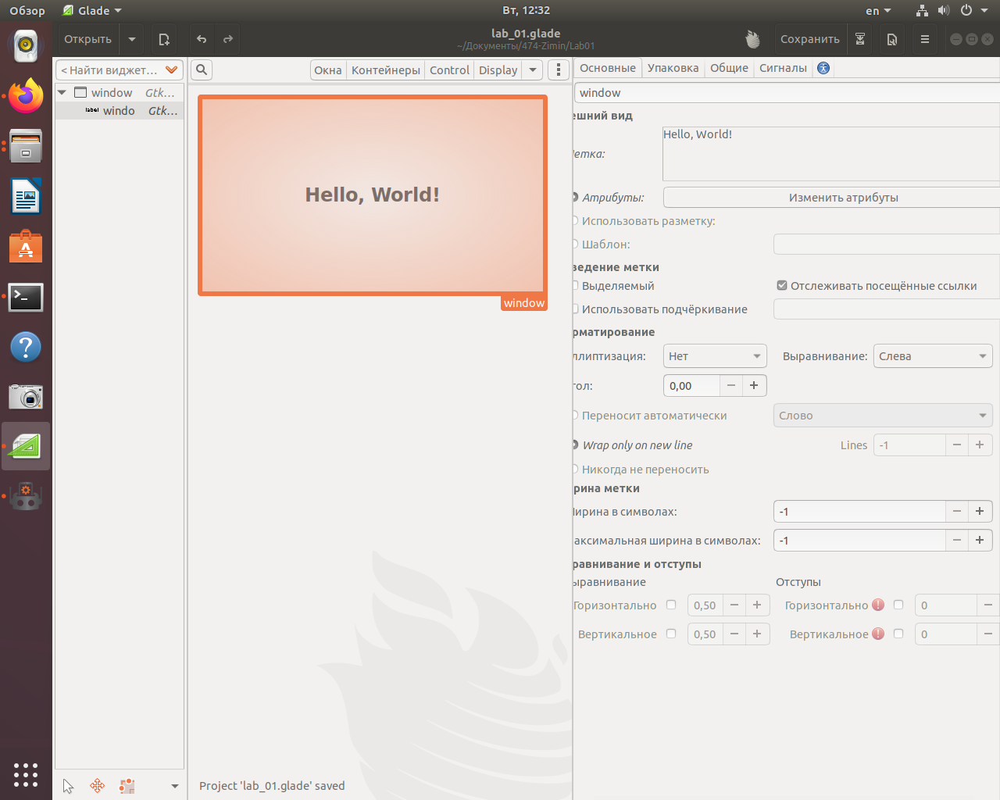 Обзор Glade Вт, 12:32 en
Открыть lab_01.glade Сохранить
~/Документы/474-Zimin/Lab01
< Найти виджет… Окна Контейнеры Control Display Основные Упаковка Общие Сигналы
window Gtk…
windo Gtk…
label
window
ешний вид
Hello, World!
етка:
Атрибуты: Изменить атрибуты
Hello, World!
Использовать разметку:
Шаблон:
ведение метки
Выделяемый Отслеживать посещённые ссылки
window
Использовать подчёркивание
рматирование
ллиптизация: Нет Выравнивание: Слева
гол: 0,00
Переносит автоматически Слово
Wrap only on new line Lines -1
Никогда не переносить
рина метки
Ширина в символах: -1
аксимальная ширина в символах: -1
равнивание и отступы
ыравнивание Отступы
Горизонтально 0,50 Горизонтально 0
Вертикальное 0,50 Вертикальное 0
Project 'lab_01.glade' saved